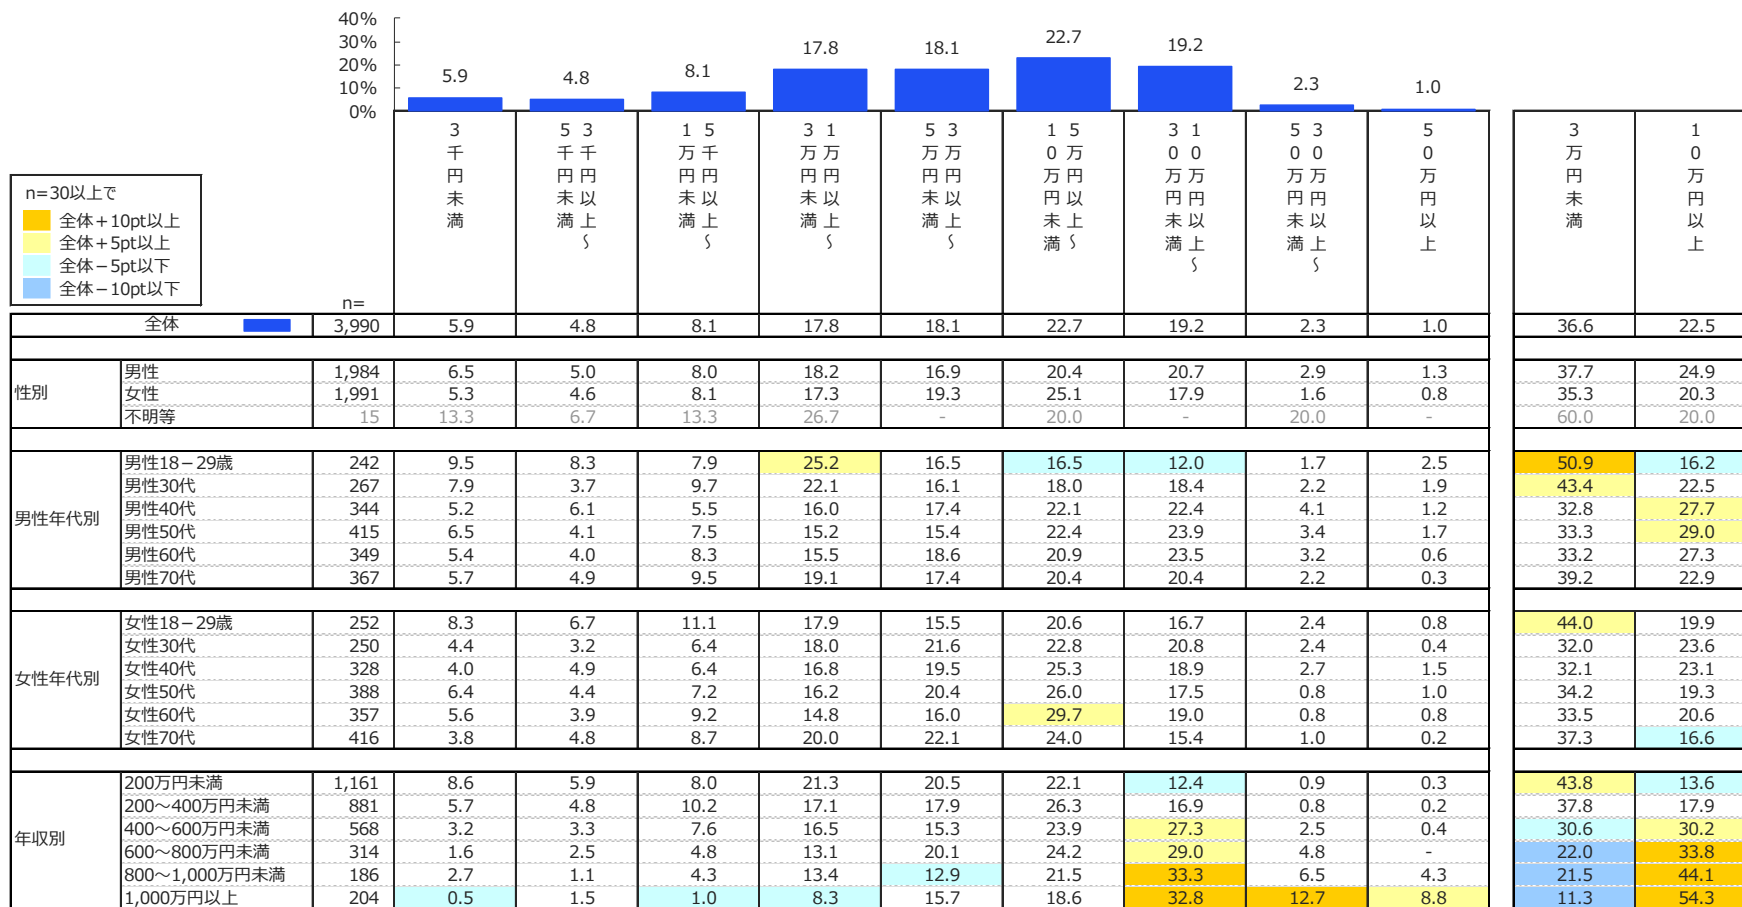 40%
30%
20%
10%
0%
5.9 4.8 8.1 17.8 18.1 22.7 19.2 2.3 1.0
3千円未満
3千円以上～5千円未満
5千円以上～1万円未満
1万円以上～3万円未満
3万円以上～5万円未満
5万円以上～10万円未満
10万円以上～30万円未満
30万円以上～50万円未満
50万円以上
3万円未満
10万円以上
n=30以上で
全体＋10pt以上
全体＋5pt以上
全体－5pt以下
全体－10pt以下
n=
全体 3,990 5.9 4.8 8.1 17.8 18.1 22.7 19.2 2.3 1.0 36.6 22.5
性別
男性 1,984 6.5 5.0 8.0 18.2 16.9 20.4 20.7 2.9 1.3 37.7 24.9
女性 1,991 5.3 4.6 8.1 17.3 19.3 25.1 17.9 1.6 0.8 35.3 20.3
不明等 15 13.3 6.7 13.3 26.7 - 20.0 - 20.0 - 60.0 20.0
男性年代別
男性18－29歳 242 9.5 8.3 7.9 25.2 16.5 16.5 12.0 1.7 2.5 50.9 16.2
男性30代 267 7.9 3.7 9.7 22.1 16.1 18.0 18.4 2.2 1.9 43.4 22.5
男性40代 344 5.2 6.1 5.5 16.0 17.4 22.1 22.4 4.1 1.2 32.8 27.7
男性50代 415 6.5 4.1 7.5 15.2 15.4 22.4 23.9 3.4 1.7 33.3 29.0
男性60代 349 5.4 4.0 8.3 15.5 18.6 20.9 23.5 3.2 0.6 33.2 27.3
男性70代 367 5.7 4.9 9.5 19.1 17.4 20.4 20.4 2.2 0.3 39.2 22.9
女性年代別
女性18－29歳 252 8.3 6.7 11.1 17.9 15.5 20.6 16.7 2.4 0.8 44.0 19.9
女性30代 250 4.4 3.2 6.4 18.0 21.6 22.8 20.8 2.4 0.4 32.0 23.6
女性40代 328 4.0 4.9 6.4 16.8 19.5 25.3 18.9 2.7 1.5 32.1 23.1
女性50代 388 6.4 4.4 7.2 16.2 20.4 26.0 17.5 0.8 1.0 34.2 19.3
女性60代 357 5.6 3.9 9.2 14.8 16.0 29.7 19.0 0.8 0.8 33.5 20.6
女性70代 416 3.8 4.8 8.7 20.0 22.1 24.0 15.4 1.0 0.2 37.3 16.6
年収別
200万円未満 1,161 8.6 5.9 8.0 21.3 20.5 22.1 12.4 0.9 0.3 43.8 13.6
200～400万円未満 881 5.7 4.8 10.2 17.1 17.9 26.3 16.9 0.8 0.2 37.8 17.9
400～600万円未満 568 3.2 3.3 7.6 16.5 15.3 23.9 27.3 2.5 0.4 30.6 30.2
600～800万円未満 314 1.6 2.5 4.8 13.1 20.1 24.2 29.0 4.8 - 22.0 33.8
800～1,000万円未満 186 2.7 1.1 4.3 13.4 12.9 21.5 33.3 6.5 4.3 21.5 44.1
1,000万円以上 204 0.5 1.5 1.0 8.3 15.7 18.6 32.8 12.7 8.8 11.3 54.3